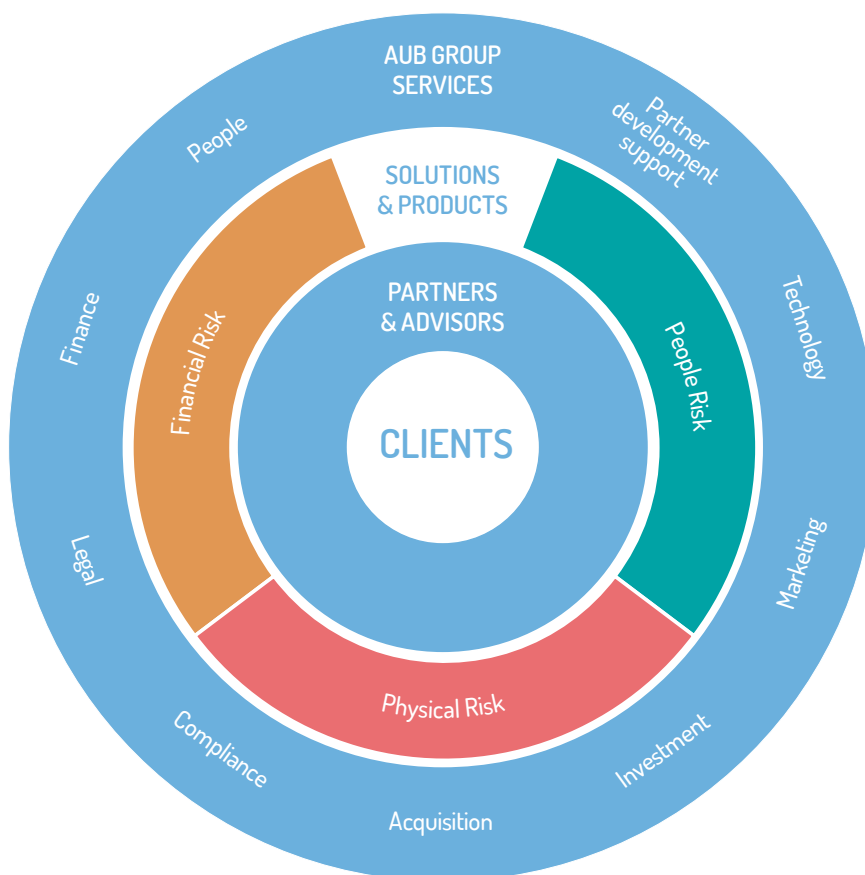 AUB GROUP
SERVICES
Partner
development
support
Technology
Marketing
Investment
Acquisition
Compliance
Legal
Finance
People
SOLUTIONS
& PRODUCTS
People Risk
Physical Risk
Financial Risk
PARTNERS
& ADVISORS
CLIENTS